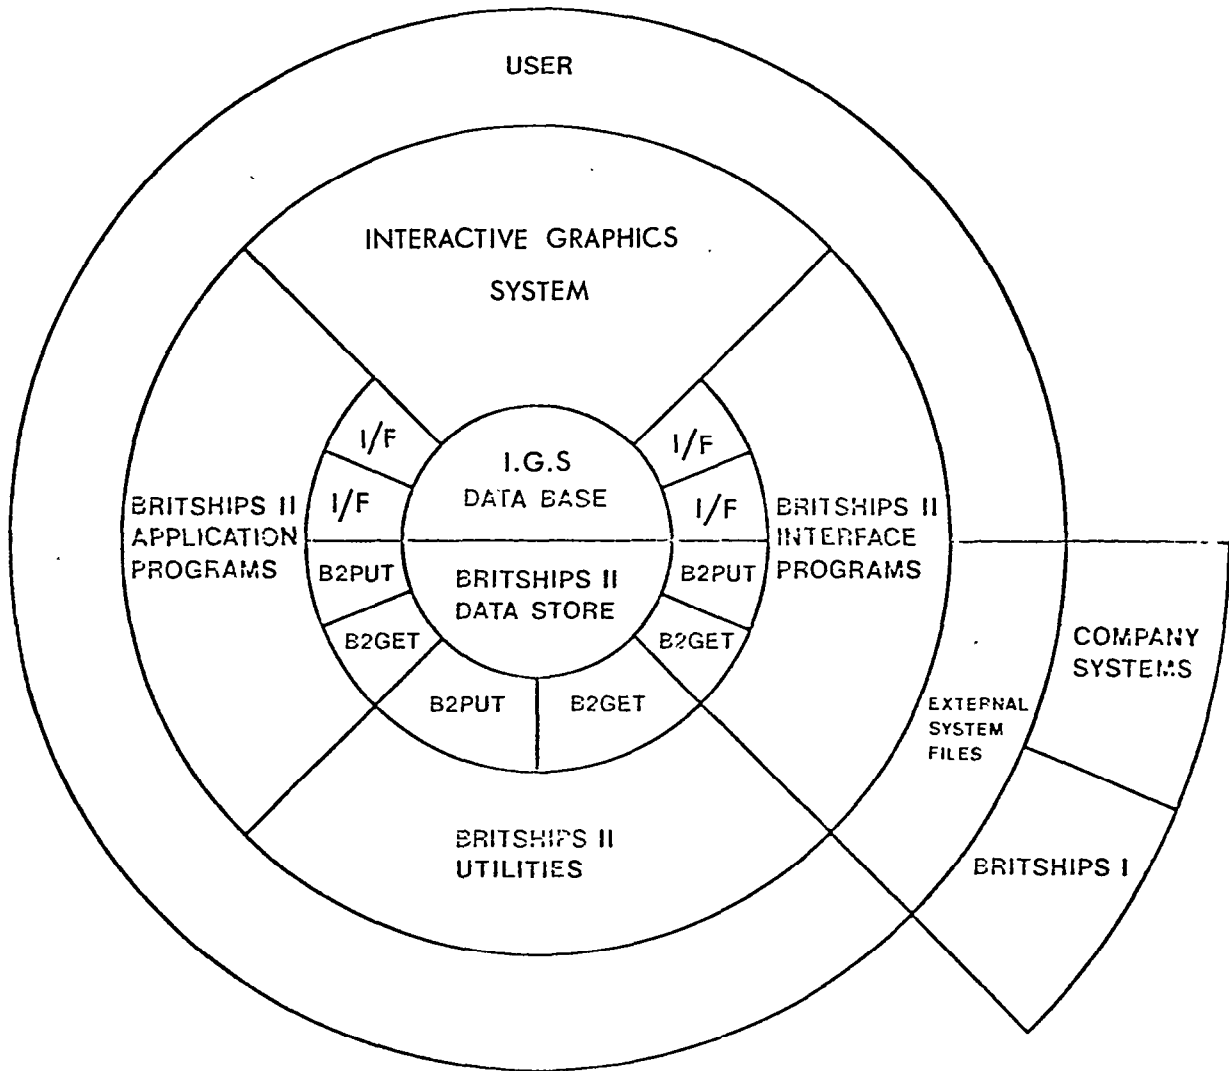 USER
INTERACTIVE GRAPHICS
SYSTEM
I/F
I/F
I.G.S
DATA BASE
I/F
I/F
BRITSHIPS II
APPLICATION
PROGRAMS
BRITSHIPS II
INTERFACE
PROGRAMS
B2PUT
B2GET
BRITSHIPS II
DATA STORE
B2PUT
B2GET
B2PUT
B2GET
COMPANY
SYSTEMS
EXTERNAL
SYSTEM
FILES
BRITSHIPS II
UTILITIES
BRITSHIPS I